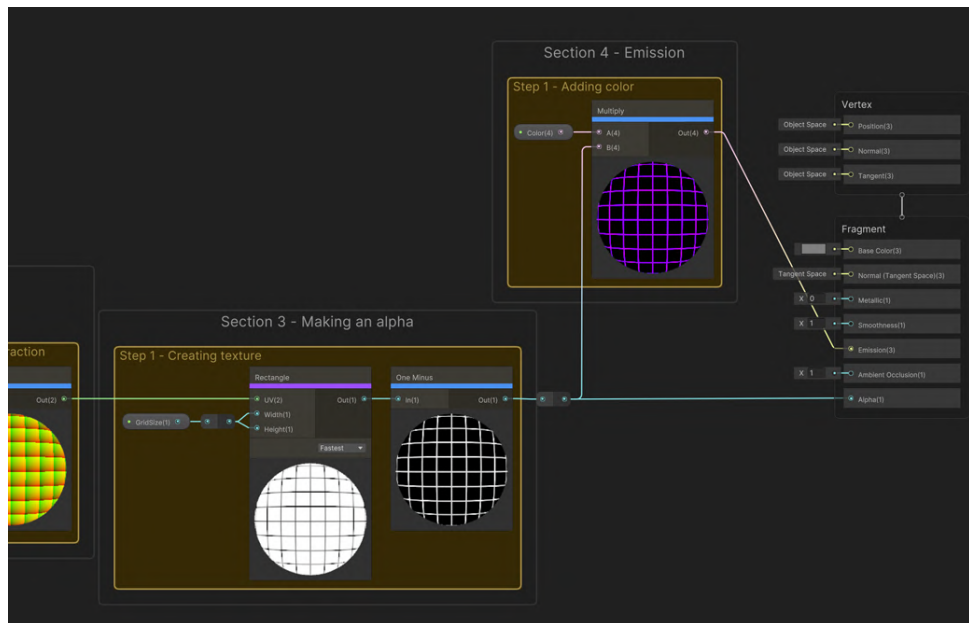 Section 4 - Emission
Step 1 - Adding color
Multiply
Color(4)
A(4)
Out(4)
B(4)
Vertex
Object Space
Position(3)
Object Space
Normal(3)
Object Space
Tangent(3)
Fragment
Base Color(3)
Tangent Space
Normal (Tangent Space)(3)
X 0
Metallic(1)
X 1
Smoothness(1)
Emission(3)
X 1
Ambient Occlusion(1)
Alpha(1)
Section 3 - Making an alpha
raction
Out(2)
Step 1 - Creating texture
Rectangle
UV(2)
Out(1)
Width(1)
Height(1)
GridSize(1)
Fastest
One Minus
In(1)
Out(1)